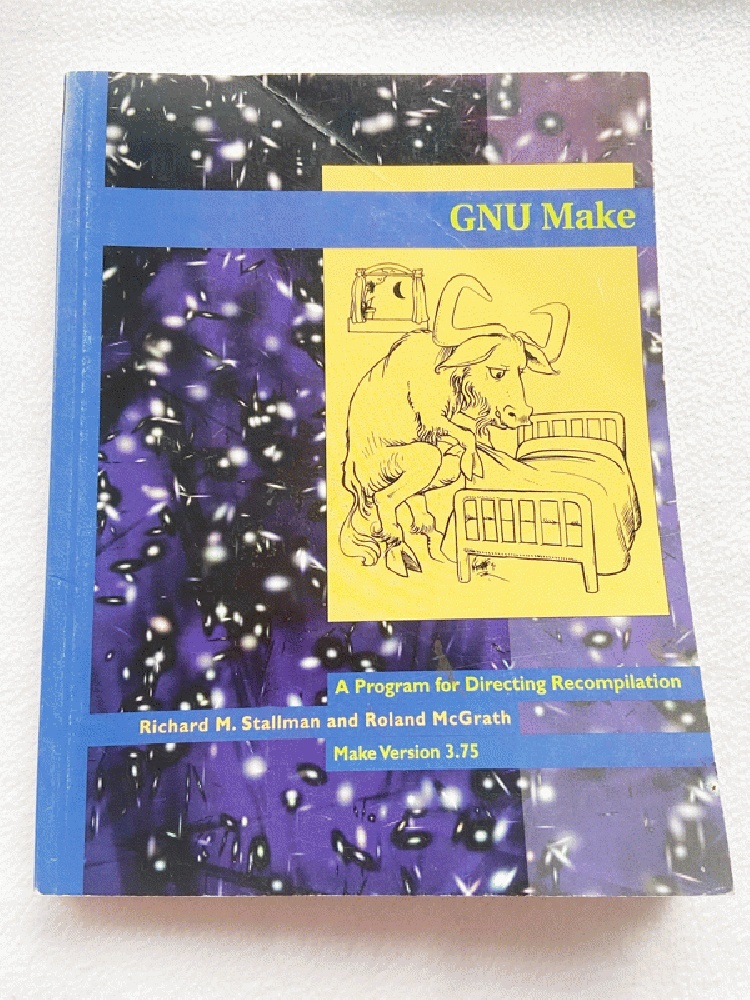 GNU Make
A Program for Directing Recompilation
Richard M. Stallman and Roland McGrath
Make Version 3.75